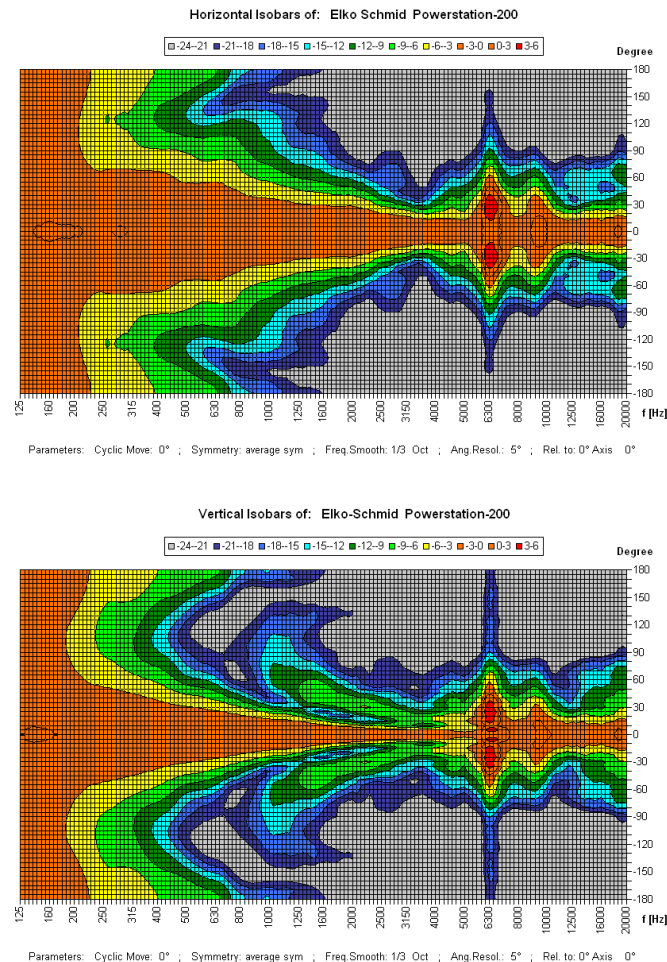 Horizontal Isobars of: Elko Schmid Powerstation-200
-24--21 -21--18 -18-15 -15-12 -12--9 -9-6 -6--3 -3-0 0-3 3-6
Degree
180
150
120
90
60
30
0
-30
-60
-90
-120
-150
-180
125 160 200 250 315 400 500 630 800 1000 1250 1600 2000 2500 3150 4000 5000 6300 8000 10000 12500 16000 20000
f [Hz]
Parameters: Cyclic Move: 0° ; Symmetry: average sym ; Freq.Smooth: 1/3 Oct ; Ang.Resol.: 5° ; Rel. to: 0° Axis 0°
Vertical Isobars of: Elko-Schmid Powerstation-200
-24--21 -21--18 -18-15 -15-12 -12--9 -9-6 -6--3 -3-0 0-3 3-6
Degree
180
150
120
90
60
30
0
-30
-60
-90
-120
-150
-180
125 160 200 250 315 400 500 630 800 1000 1250 1600 2000 2500 3150 4000 5000 6300 8000 10000 12500 16000 20000
f [Hz]
Parameters: Cyclic Move: 0° ; Symmetry: average sym ; Freq.Smooth: 1/3 Oct ; Ang.Resol.: 5° ; Rel. to: 0° Axis 0°